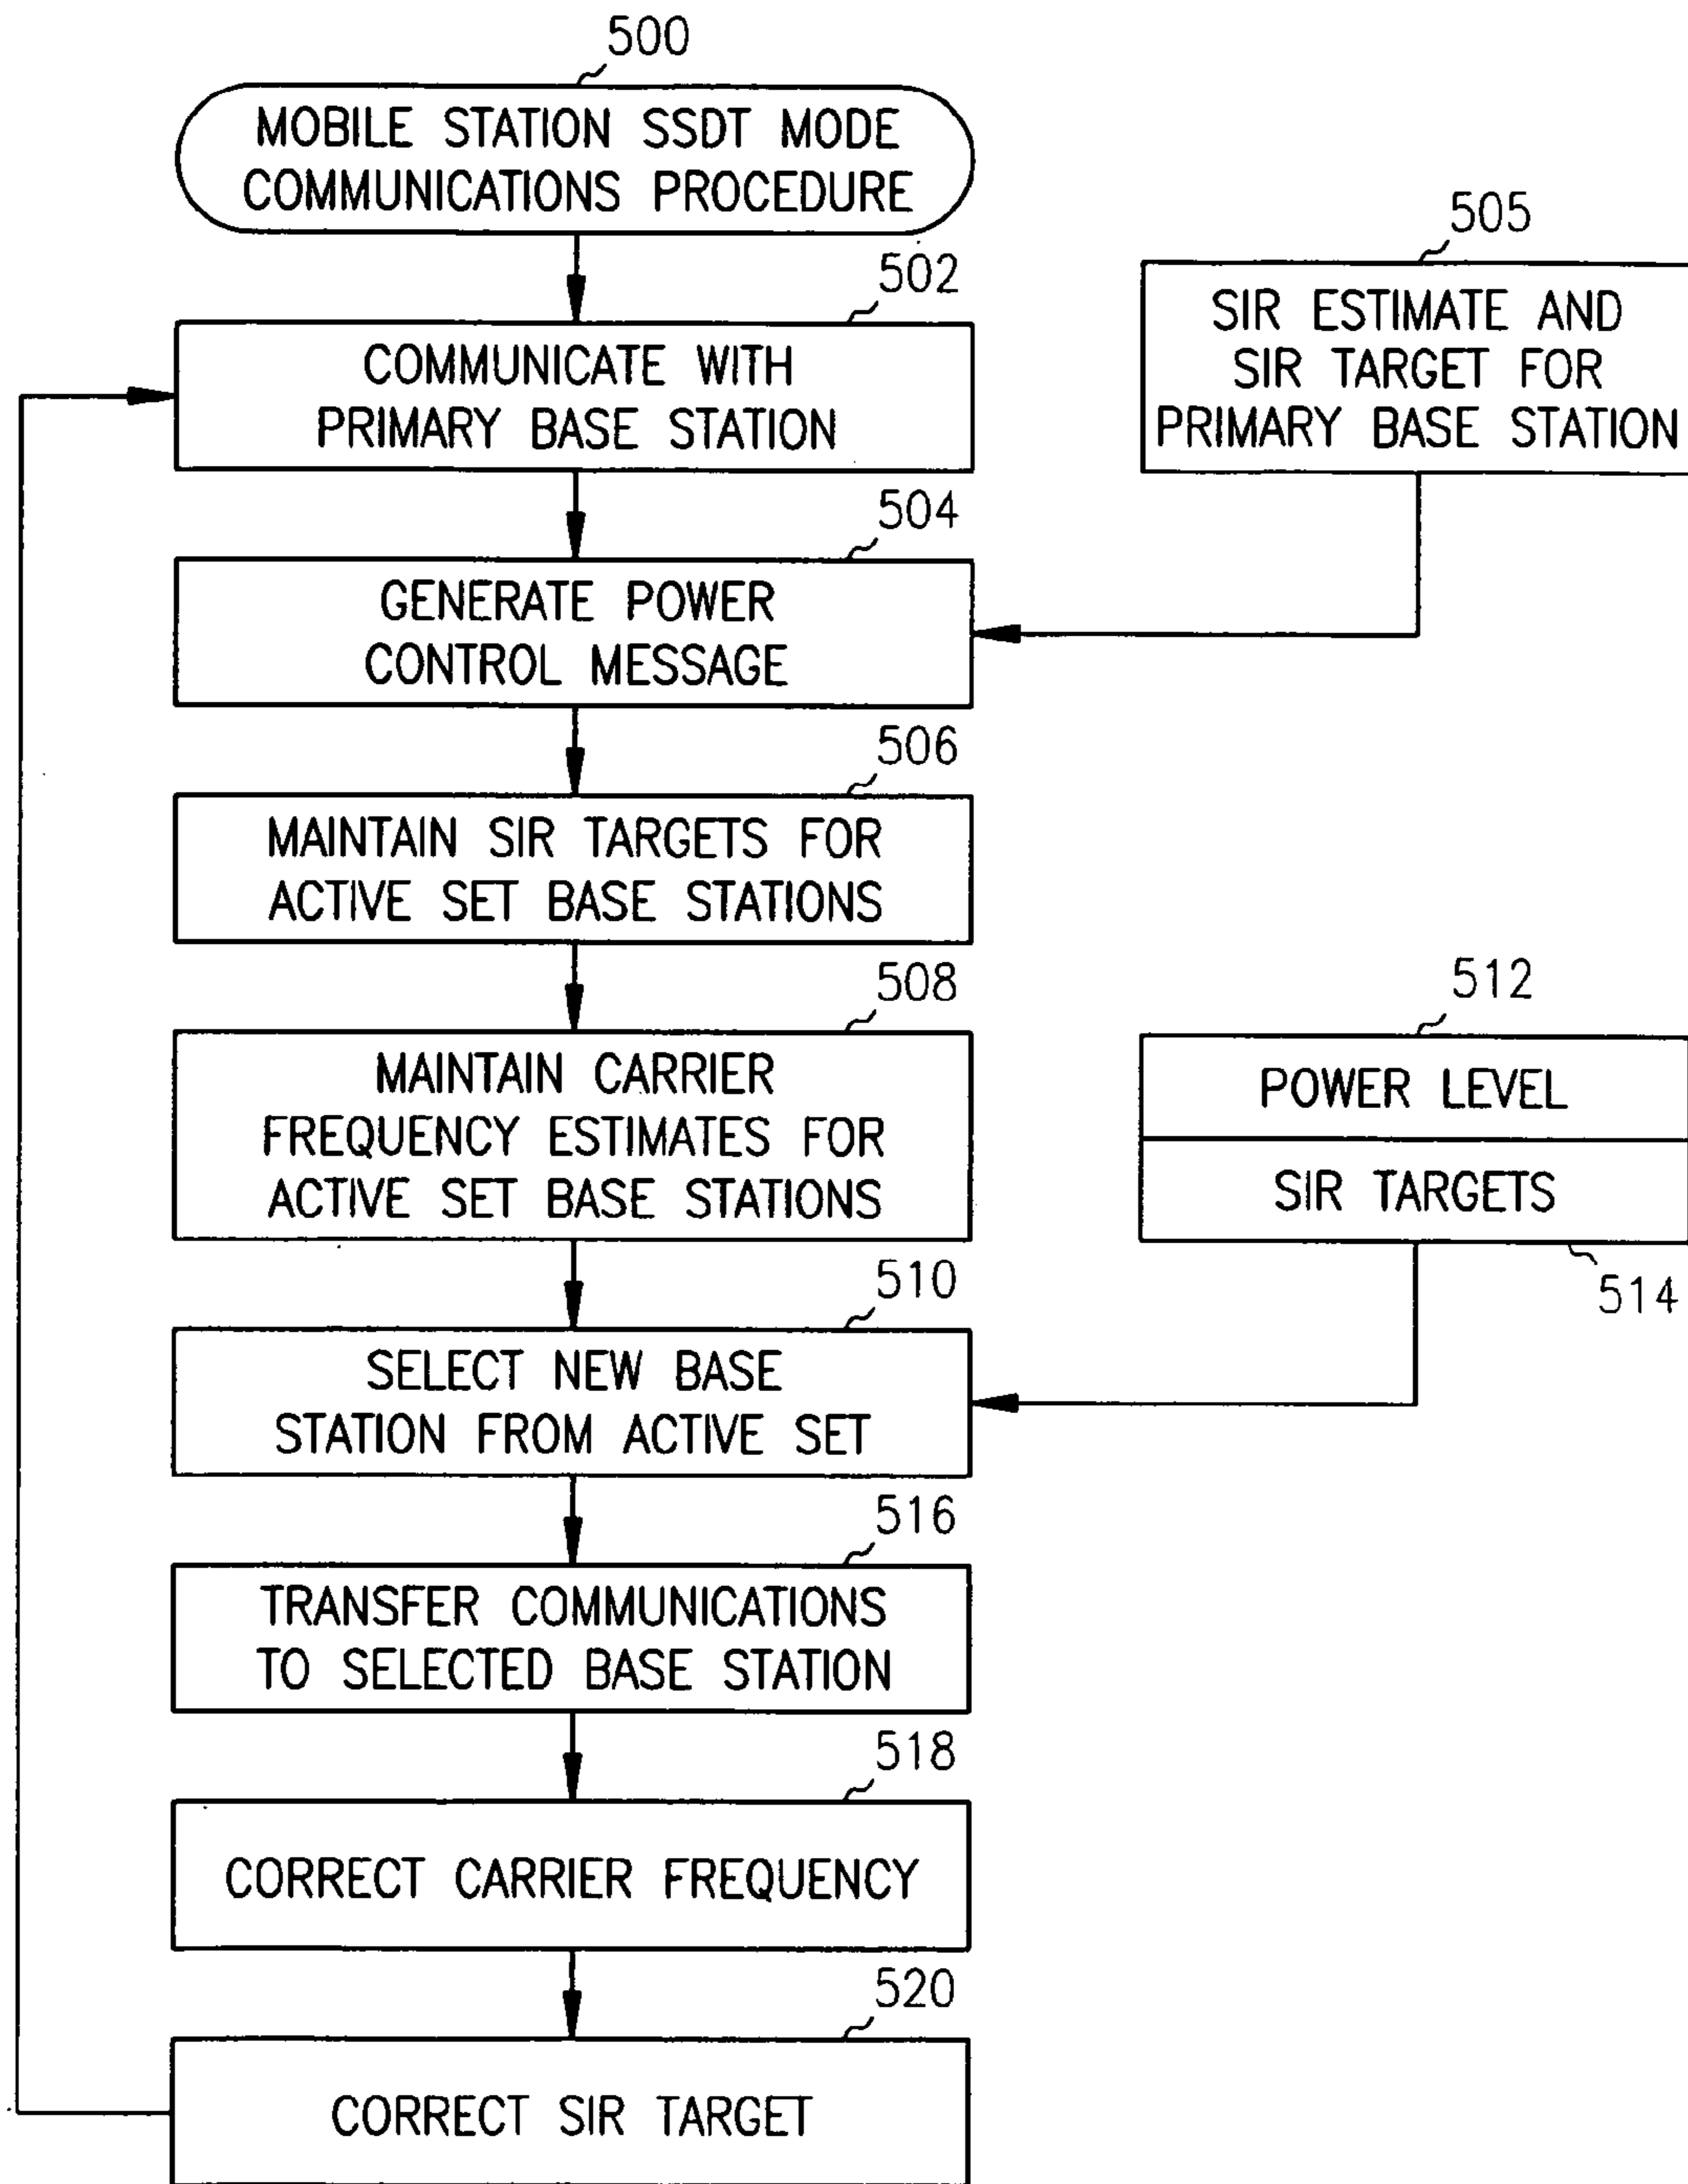 500
MOBILE STATION SSDT MODE
COMMUNICATIONS PROCEDURE
502
COMMUNICATE WITH
PRIMARY BASE STATION
505
SIR ESTIMATE AND
SIR TARGET FOR
PRIMARY BASE STATION
504
GENERATE POWER
CONTROL MESSAGE
506
MAINTAIN SIR TARGETS FOR
ACTIVE SET BASE STATIONS
508
MAINTAIN CARRIER
FREQUENCY ESTIMATES FOR
ACTIVE SET BASE STATIONS
512
POWER LEVEL
SIR TARGETS
514
510
SELECT NEW BASE
STATION FROM ACTIVE SET
516
TRANSFER COMMUNICATIONS
TO SELECTED BASE STATION
518
CORRECT CARRIER FREQUENCY
520
CORRECT SIR TARGET